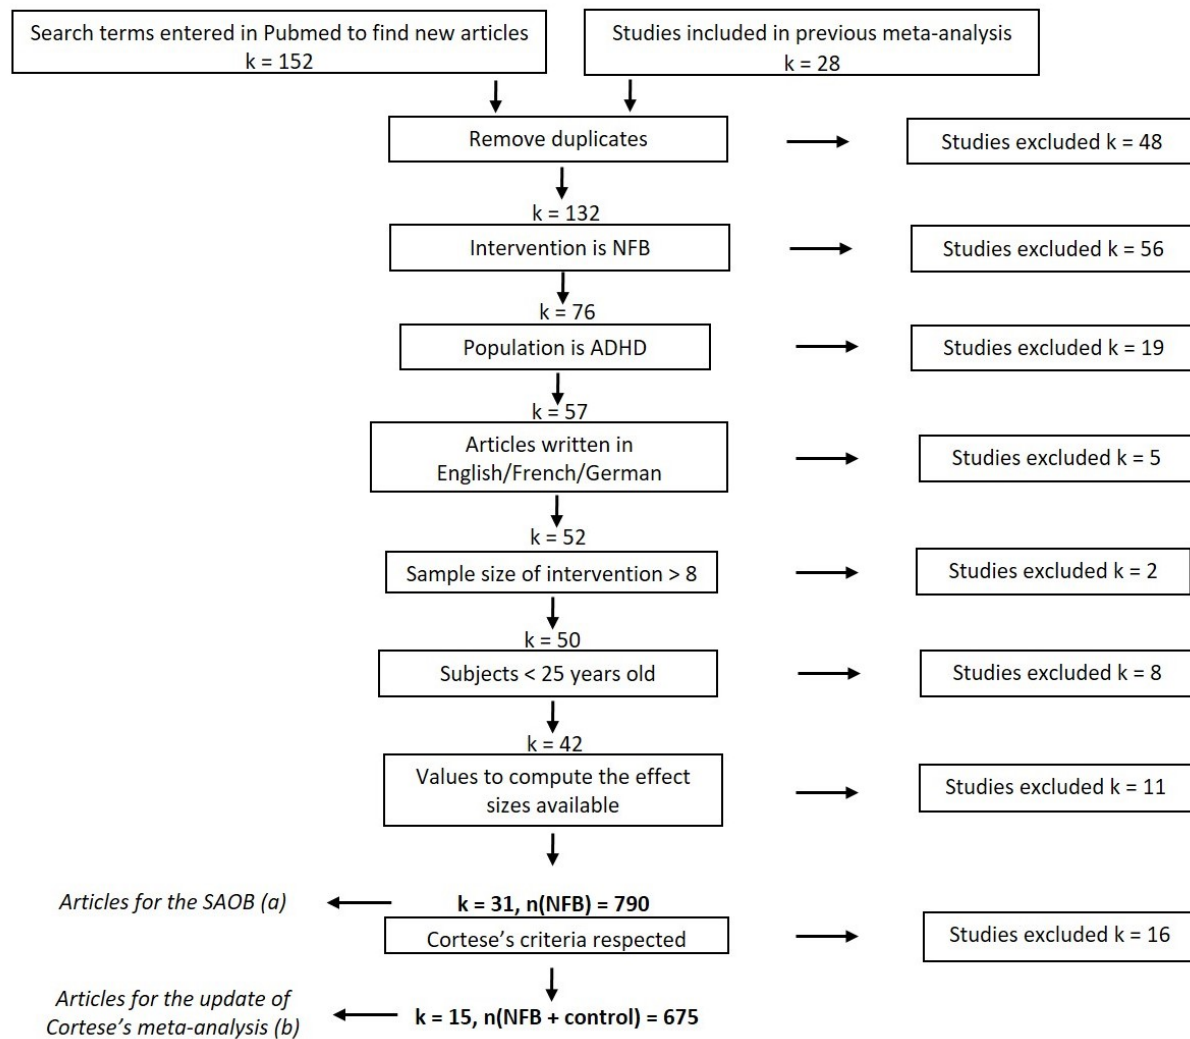 Search terms entered in Pubmed to find new articles
k = 152
Studies included in previous meta-analysis
k = 28
Remove duplicates
Studies excluded k = 48
k = 132
Intervention is NFB
Studies excluded k = 56
k = 76
Population is ADHD
Studies excluded k = 19
k = 57
Articles written in
English/French/German
Studies excluded k = 5
k = 52
Sample size of intervention > 8
Studies excluded k = 2
k = 50
Subjects < 25 years old
Studies excluded k = 8
k = 42
Values to compute the effect
sizes available
Studies excluded k = 11
Articles for the SAOB (a)
k = 31, n(NFB) = 790
Cortese's criteria respected
Studies excluded k = 16
Articles for the update of
Cortese's meta-analysis (b)
k = 15, n(NFB + control) = 675